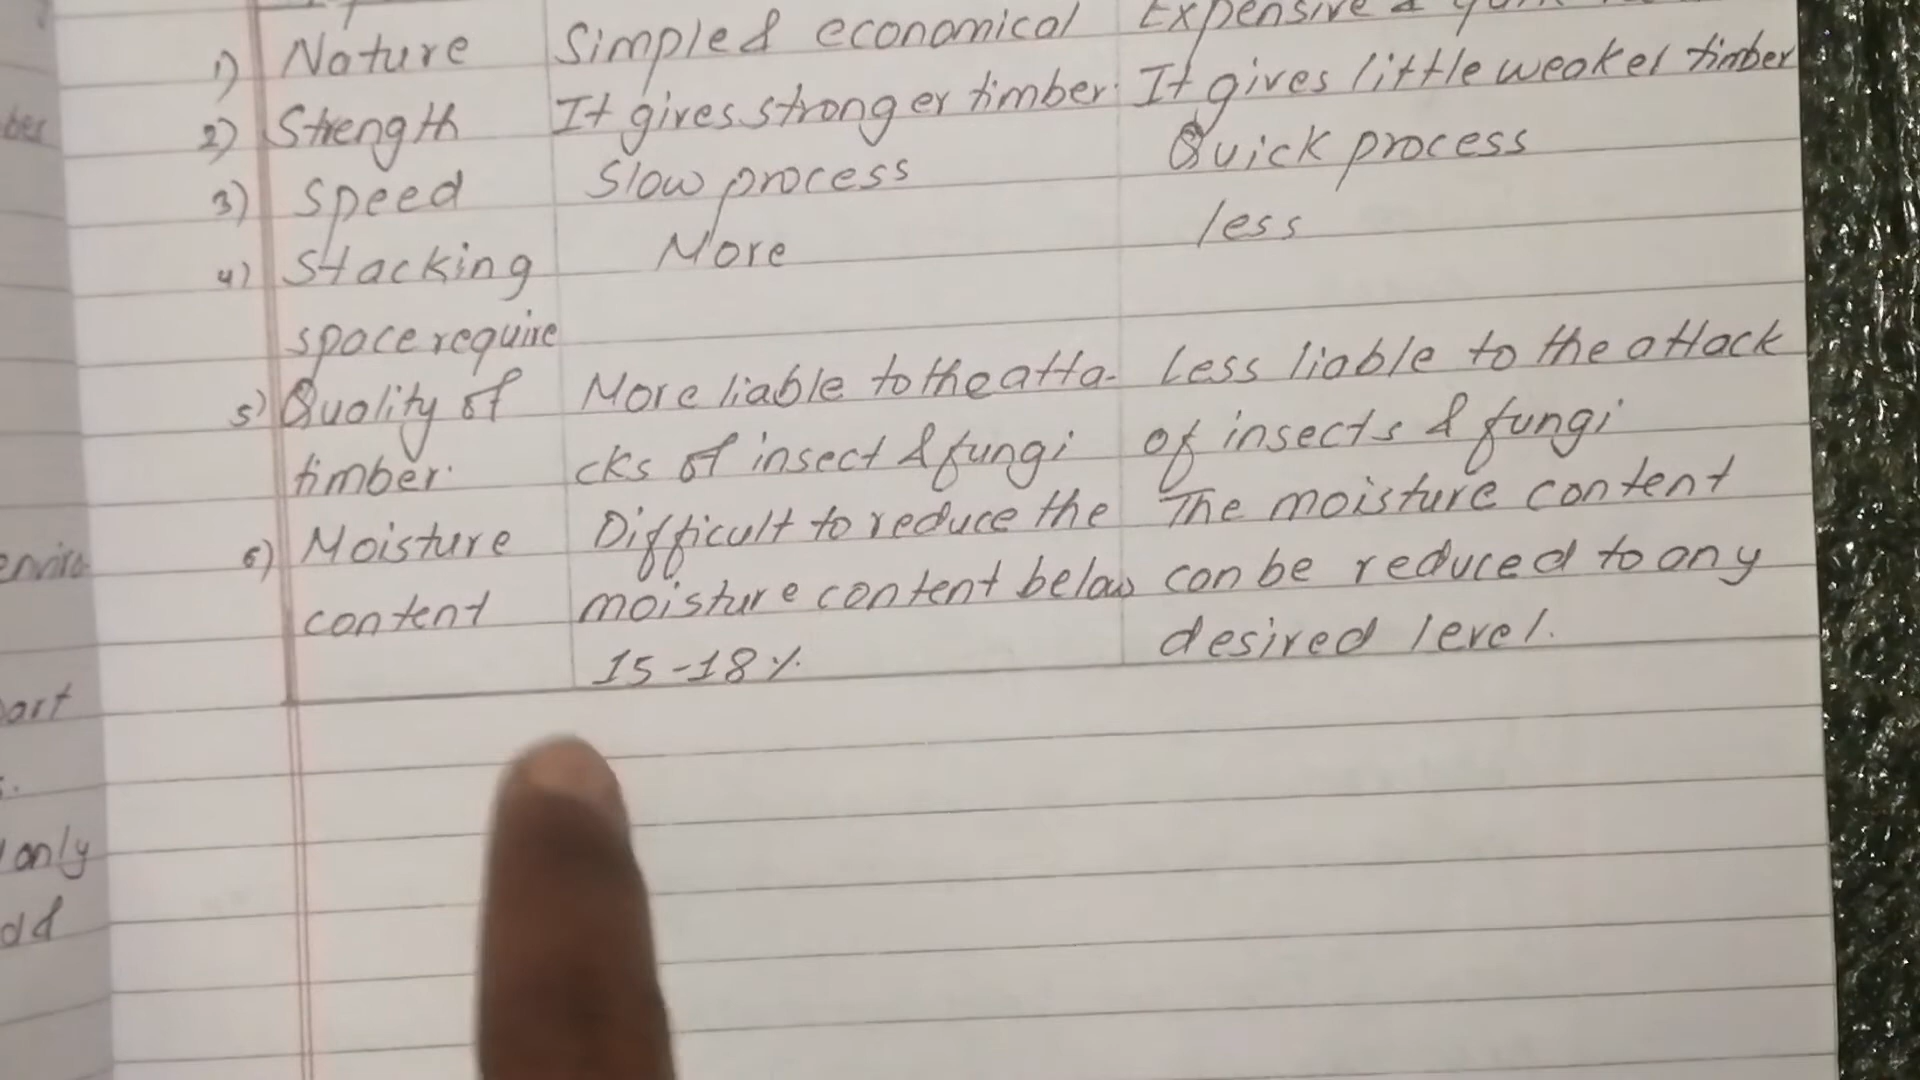 1) Nature Simple & economical Expensive &
2) Strength It gives stronger timber. It gives little weaker timber
3) Speed Slow process Quick process
4) Stacking More less
space require
5) Quality of More liable to the atta- Less liable to the attack
timber. cks of insect & fungi of insects & fungi
6) Moisture Difficult to reduce the The moisture content
content moisture content below can be reduced to any
15-18% desired level.
only